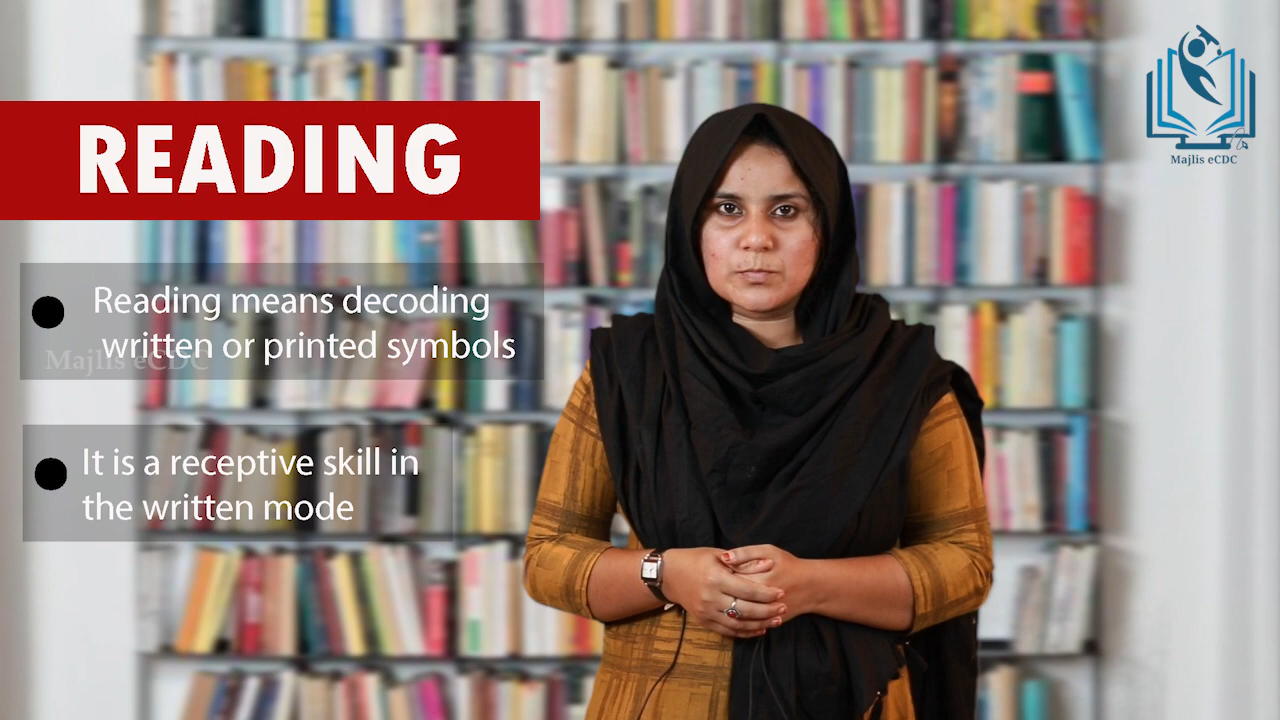 READING
Reading means decoding
written or printed symbols
Majlis eCDC
It is a receptive skill in
the written mode
Majlis eCDC